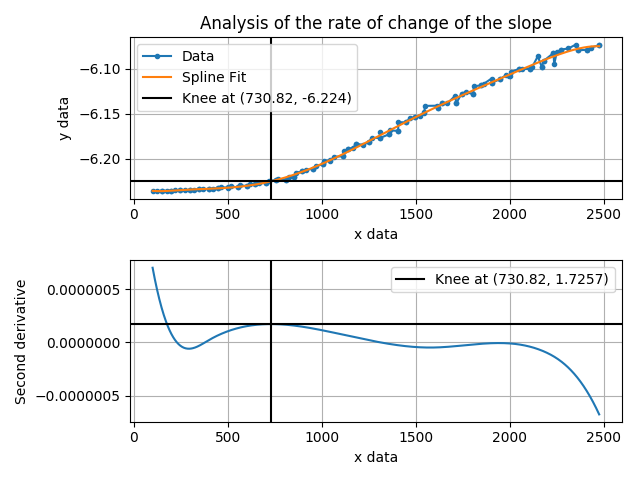 Analysis of the rate of change of the slope
Data
Spline Fit
Knee at (730.82, -6.224)
y data
−6.10
−6.15
−6.20
0 500 1000 1500 2000 2500
x data
Knee at (730.82, 1.7257)
Second derivative
0.0000005
0.0000000
−0.0000005
0 500 1000 1500 2000 2500
x data